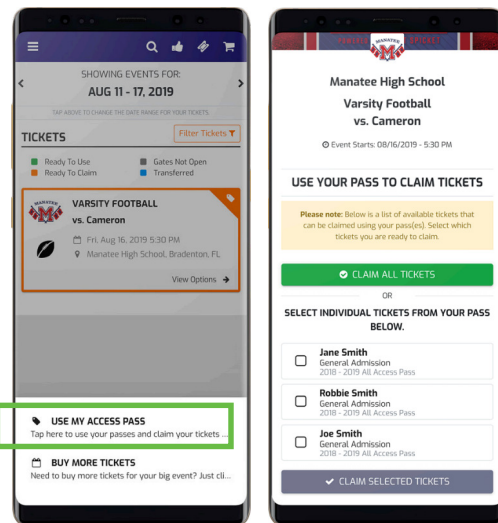 SHOWING EVENTS FOR:
AUG 11 - 17, 2019
TAP ABOVE TO CHANGE THE DATE RANGE FOR YOUR TICKETS.
TICKETS
Filter Tickets
Ready To Use
Gates Not Open
Ready To Claim
Transferred
MANATEE
VARSITY FOOTBALL
vs. Cameron
Fri, Aug 16, 2019 5:30 PM
Manatee High School, Bradenton, FL
View Options
USE MY ACCESS PASS
Tap here to use your passes and claim your tickets ...
BUY MORE TICKETS
Need to buy more tickets for your big event? Just cli...
MANATEE
Manatee High School
Varsity Football
vs. Cameron
Event Starts: 08/16/2019 - 5:30 PM
USE YOUR PASS TO CLAIM TICKETS
Please note: Below is a list of available tickets that
can be claimed using your pass(es). Select which
tickets you are ready to claim.
CLAIM ALL TICKETS
OR
SELECT INDIVIDUAL TICKETS FROM YOUR PASS
BELOW.
Jane Smith
General Admission
2018 - 2019 All Access Pass
Robbie Smith
General Admission
2018 - 2019 All Access Pass
Joe Smith
General Admission
2018 - 2019 All Access Pass
CLAIM SELECTED TICKETS